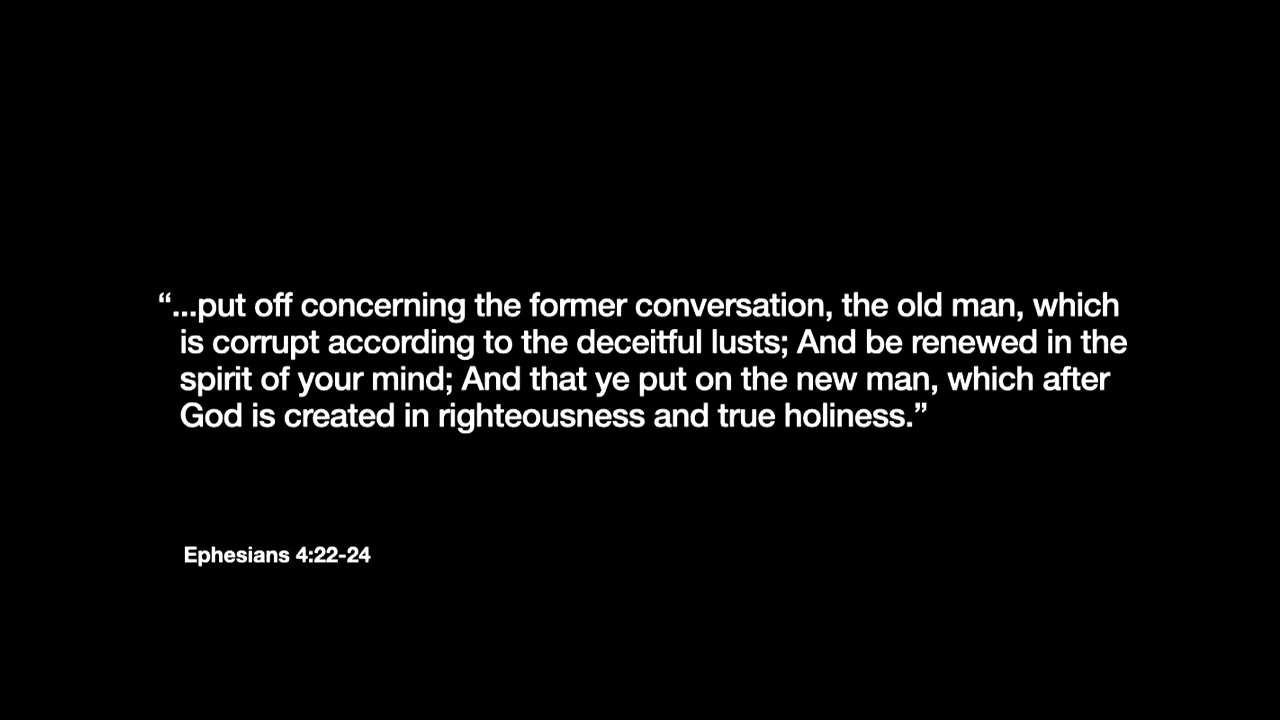 “...put off concerning the former conversation, the old man, which
is corrupt according to the deceitful lusts; And be renewed in the
spirit of your mind; And that ye put on the new man, which after
God is created in righteousness and true holiness.”
Ephesians 4:22-24